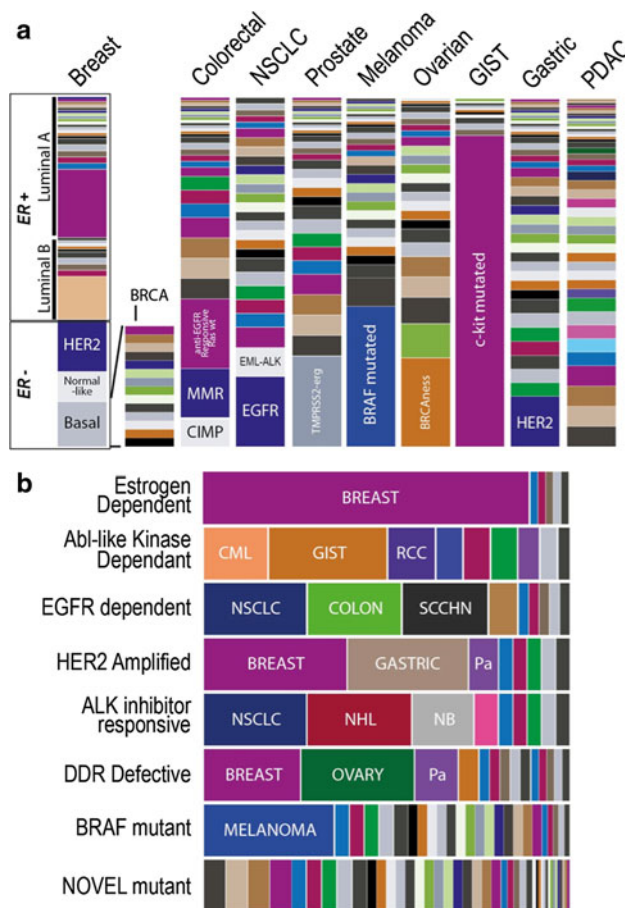 a
Breast
Colorectal
NSCLC
Prostate
Melanoma
Ovarian
GIST
Gastric
PDAC
ER+
Luminal A
Luminal B
ER-
HER2
Normal
-like
Basal
BRCA
anti-EGFR
Responsive
Ras wt
MMR
CIMP
EML-ALK
EGFR
TMPRSS2-erg
BRAF mutated
BRCAness
c-kit mutated
HER2
b
Estrogen
Dependent
BREAST
Abl-like Kinase
Dependant
CML
GIST
RCC
EGFR dependent
NSCLC
COLON
SCCHN
HER2 Amplified
BREAST
GASTRIC
Pa
ALK inhibitor
responsive
NSCLC
NHL
NB
DDR Defective
BREAST
OVARY
Pa
BRAF mutant
MELANOMA
NOVEL mutant